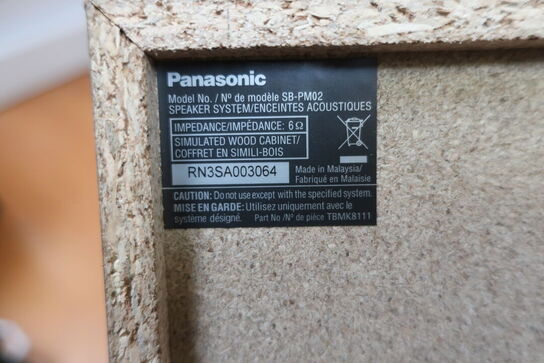 Panasonic
Model No. / Nº de modèle SB-PM02
SPEAKER SYSTEM/ENCEINTES ACOUSTIQUES
IMPEDANCE/IMPÉDANCE: 6 Ω
SIMULATED WOOD CABINET/
COFFRET EN SIMILI-BOIS
RN3SA003064
Made in Malaysia/
Fabriqué en Malaisie
CAUTION: Do not use except with the specified system.
MISE EN GARDE: Utilisez uniquement avec le
système désigné. Part No /Nº de pièce TBMK8111